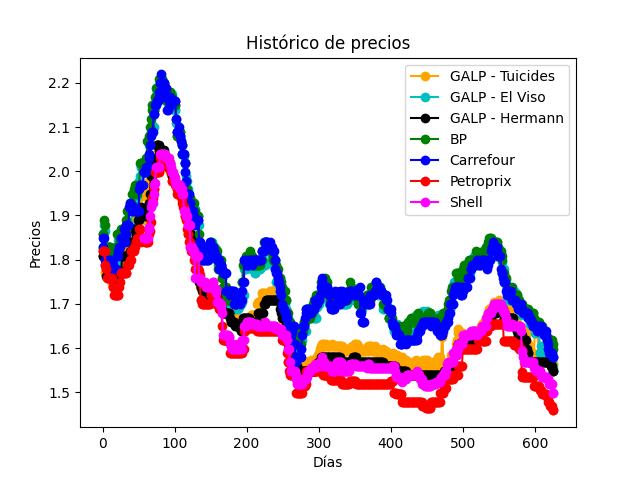 Histórico de precios
GALP - Tuicides
GALP - El Viso
GALP - Hermann
BP
Carrefour
Petroprix
Shell
Precios
2.2
2.1
2.0
1.9
1.8
1.7
1.6
1.5
0 100 200 300 400 500 600
Días